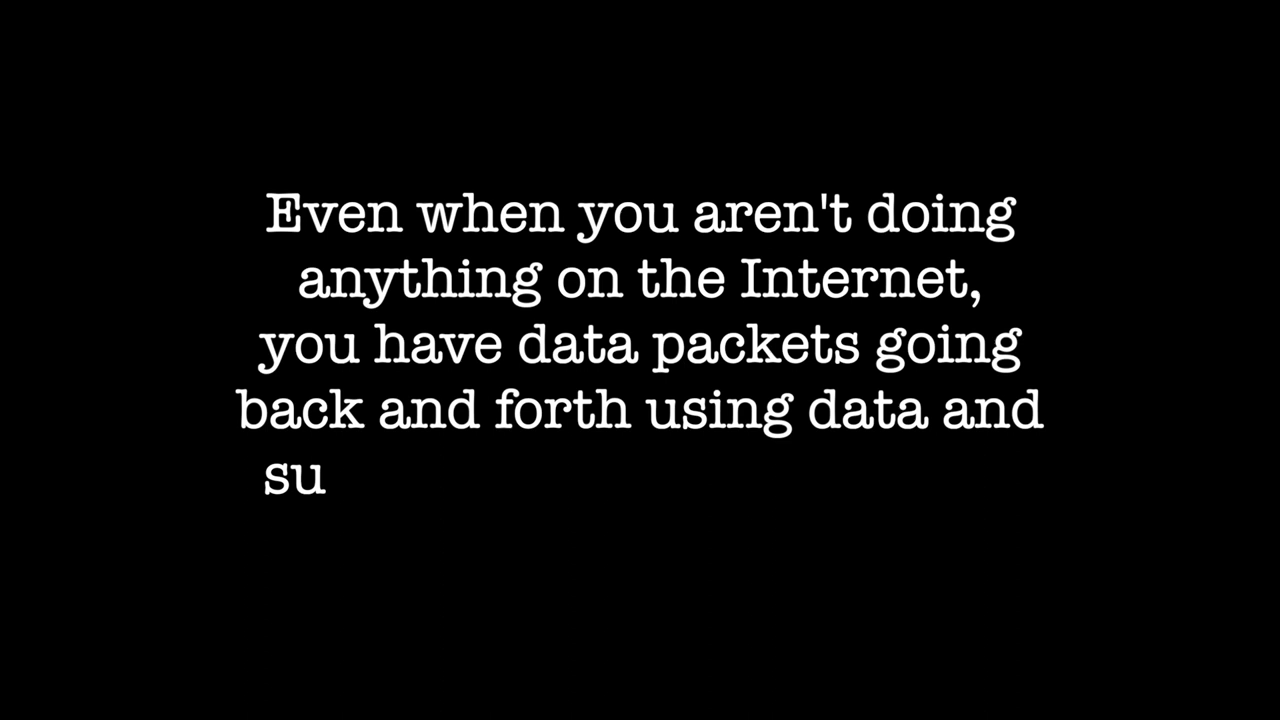 Even when you aren't doing
anything on the Internet,
you have data packets going
back and forth using data and
su